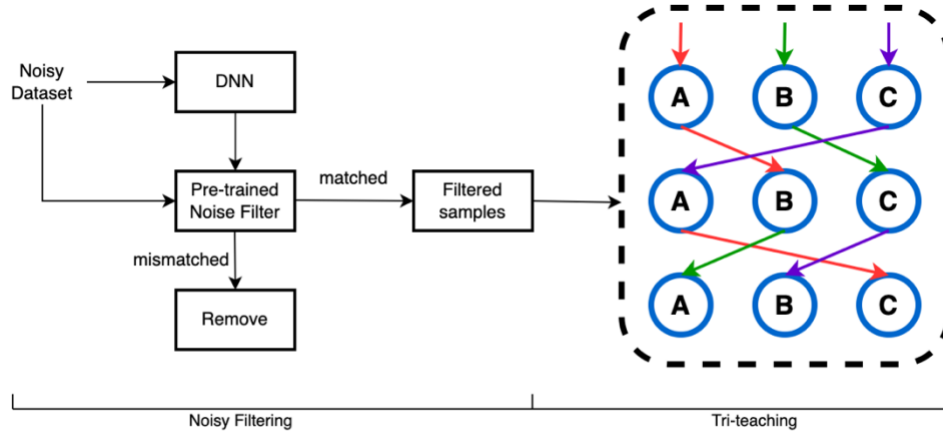 Noisy
Dataset
DNN
Pre-trained
Noise Filter
matched
Filtered
samples
mismatched
Remove
A B C
A B C
A B C
Noisy Filtering
Tri-teaching